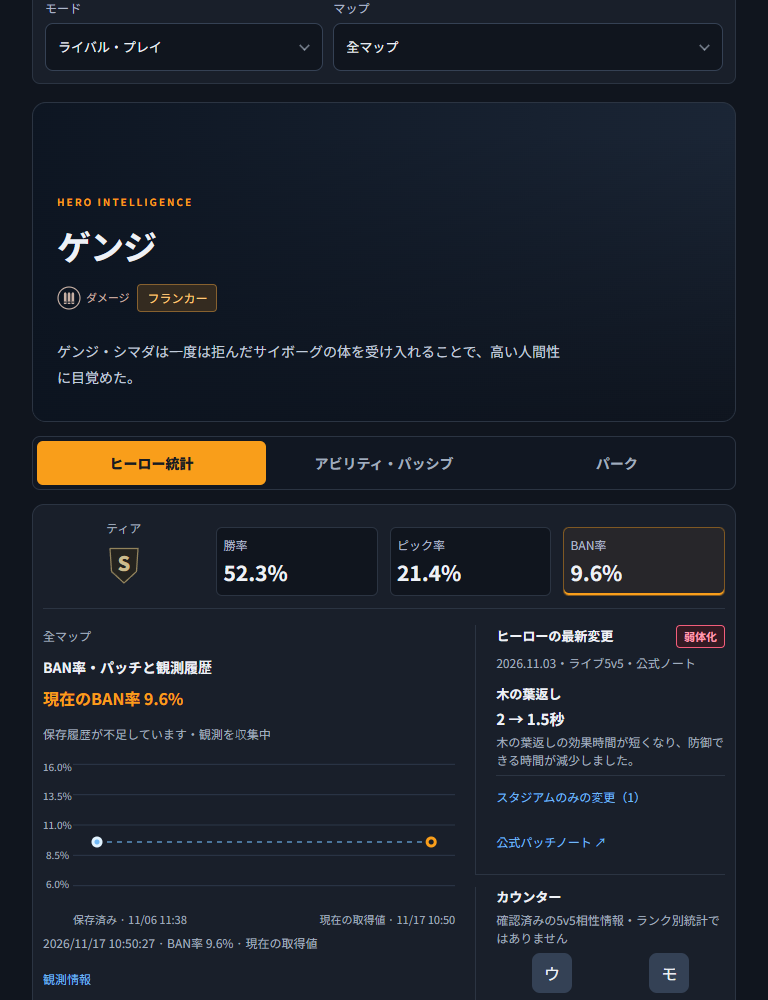 モード
マップ
ライバル・プレイ
全マップ
HERO INTELLIGENCE
ゲンジ
ダメージ
フランカー
ゲンジ・シマダは一度は拒んだサイボーグの体を受け入れることで、高い人間性
に目覚めた。
ヒーロー統計
アビリティ・パッシブ
パーク
ティア
S
勝率
52.3%
ピック率
21.4%
BAN率
9.6%
全マップ
BAN率・パッチと観測履歴
現在のBAN率 9.6%
保存履歴が不足しています・観測を収集中
16.0%
13.5%
11.0%
8.5%
6.0%
保存済み · 11/06 11:38
現在の取得値 · 11/17 10:50
2026/11/17 10:50:27 · BAN率 9.6% · 現在の取得値
観測情報
ヒーローの最新変更
弱体化
2026.11.03・ライブ5v5・公式ノート
木の葉返し
2 → 1.5秒
木の葉返しの効果時間が短くなり、防御で
きる時間が減少しました。
スタジアムのみの変更（1）
公式パッチノート ↗
カウンター
確認済みの5v5相性情報・ランク別統計で
はありません
ウ
モ